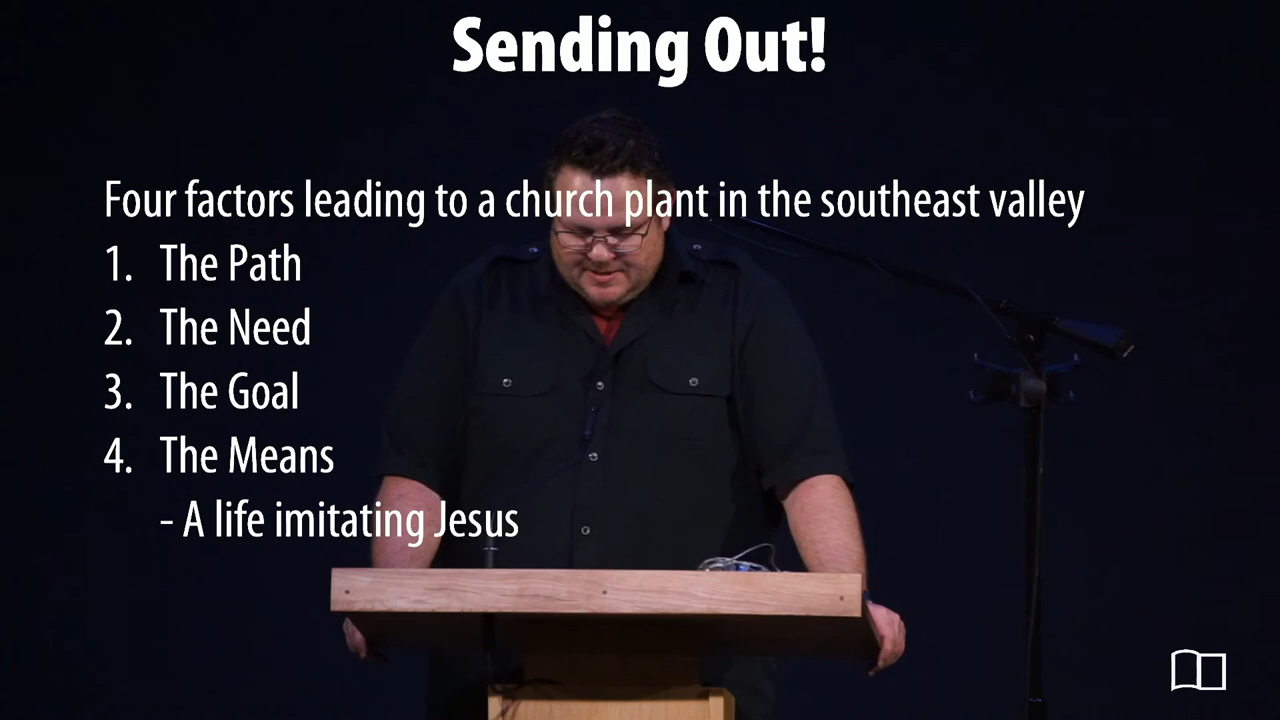 Sending Out!
Four factors leading to a church plant in the southeast valley
1. The Path
2. The Need
3. The Goal
4. The Means
- A life imitating Jesus